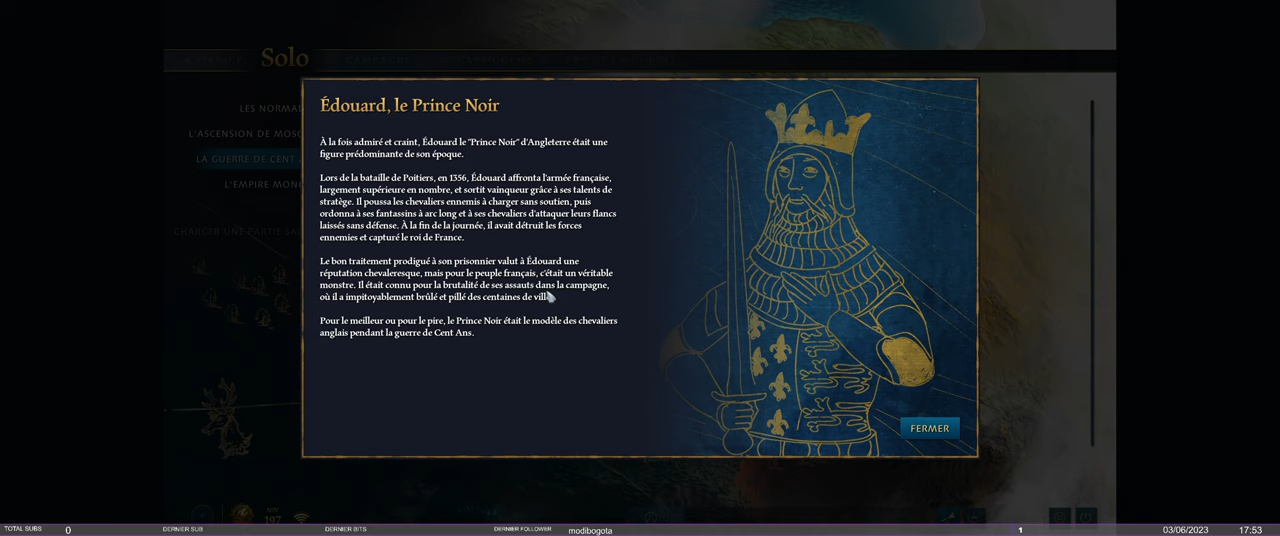 Solo
CAMPAGNE
Édouard, le Prince Noir
LES NORMA
À la fois admiré et craint, Édouard le "Prince Noir" d'Angleterre était une
figure prédominante de son époque.
L'ASCENSION DE MOSC
LA GUERRE DE CENT
L'EMPIRE MONG
Lors de la bataille de Poitiers, en 1356, Édouard affronta l'armée française,
largement supérieure en nombre, et sortit vainqueur grâce à ses talents de
stratège. Il poussa les chevaliers ennemis à charger sans soutien, puis
ordonna à ses fantassins à arc long et à ses chevaliers d'attaquer leurs flancs
laissés sans défense. À la fin de la journée, il avait détruit les forces
ennemies et capturé le roi de France.
CHARGER UNE PARTIE SA
Le bon traitement prodigué à son prisonnier valut à Édouard une
réputation chevaleresque, mais pour le peuple français, c'était un véritable
monstre. Il était connu pour la brutalité de ses assauts dans la campagne,
où il a impitoyablement brûlé et pillé des centaines de vill
Pour le meilleur ou pour le pire, le Prince Noir était le modèle des chevaliers
anglais pendant la guerre de Cent Ans.
FERMER
NIV
197
TOTAL SUBS 0 DERNIER SUB DERNIER BITS DERNIER FOLLOWER modibogota 1 03/06/2023 17:53